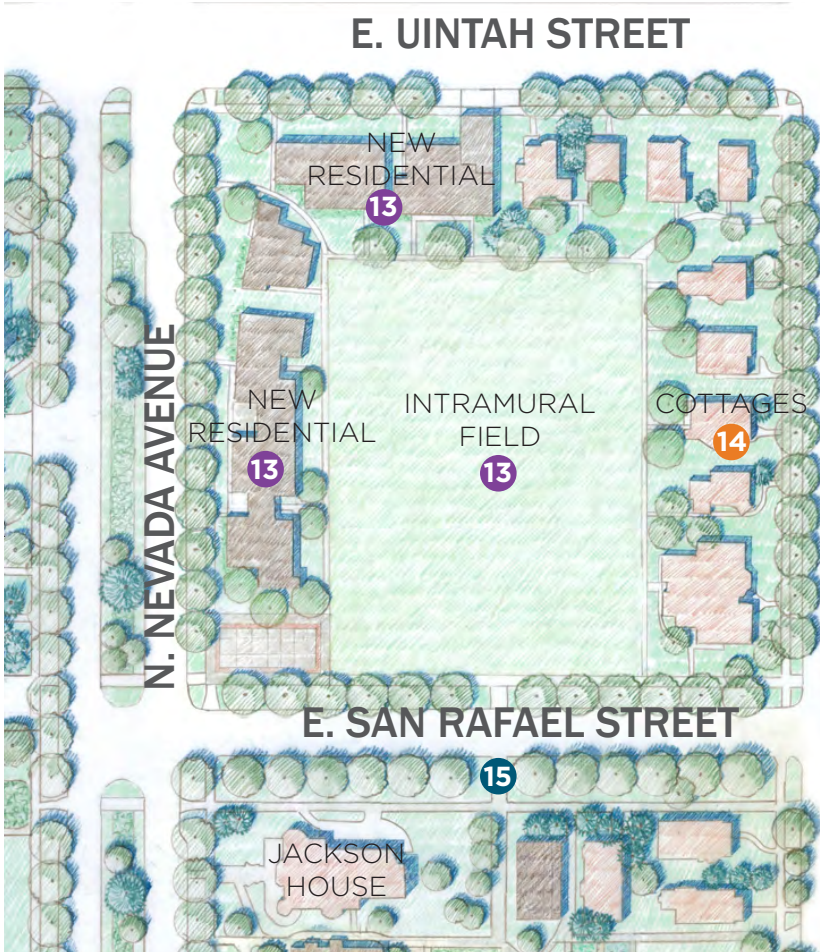 E. UINTAH STREET
NEW
RESIDENTIAL
13
N. NEVADA AVENUE
NEW
RESIDENTIAL
13
INTRAMURAL
FIELD
13
COTTAGES
14
E. SAN RAFAEL STREET
15
JACKSON
HOUSE